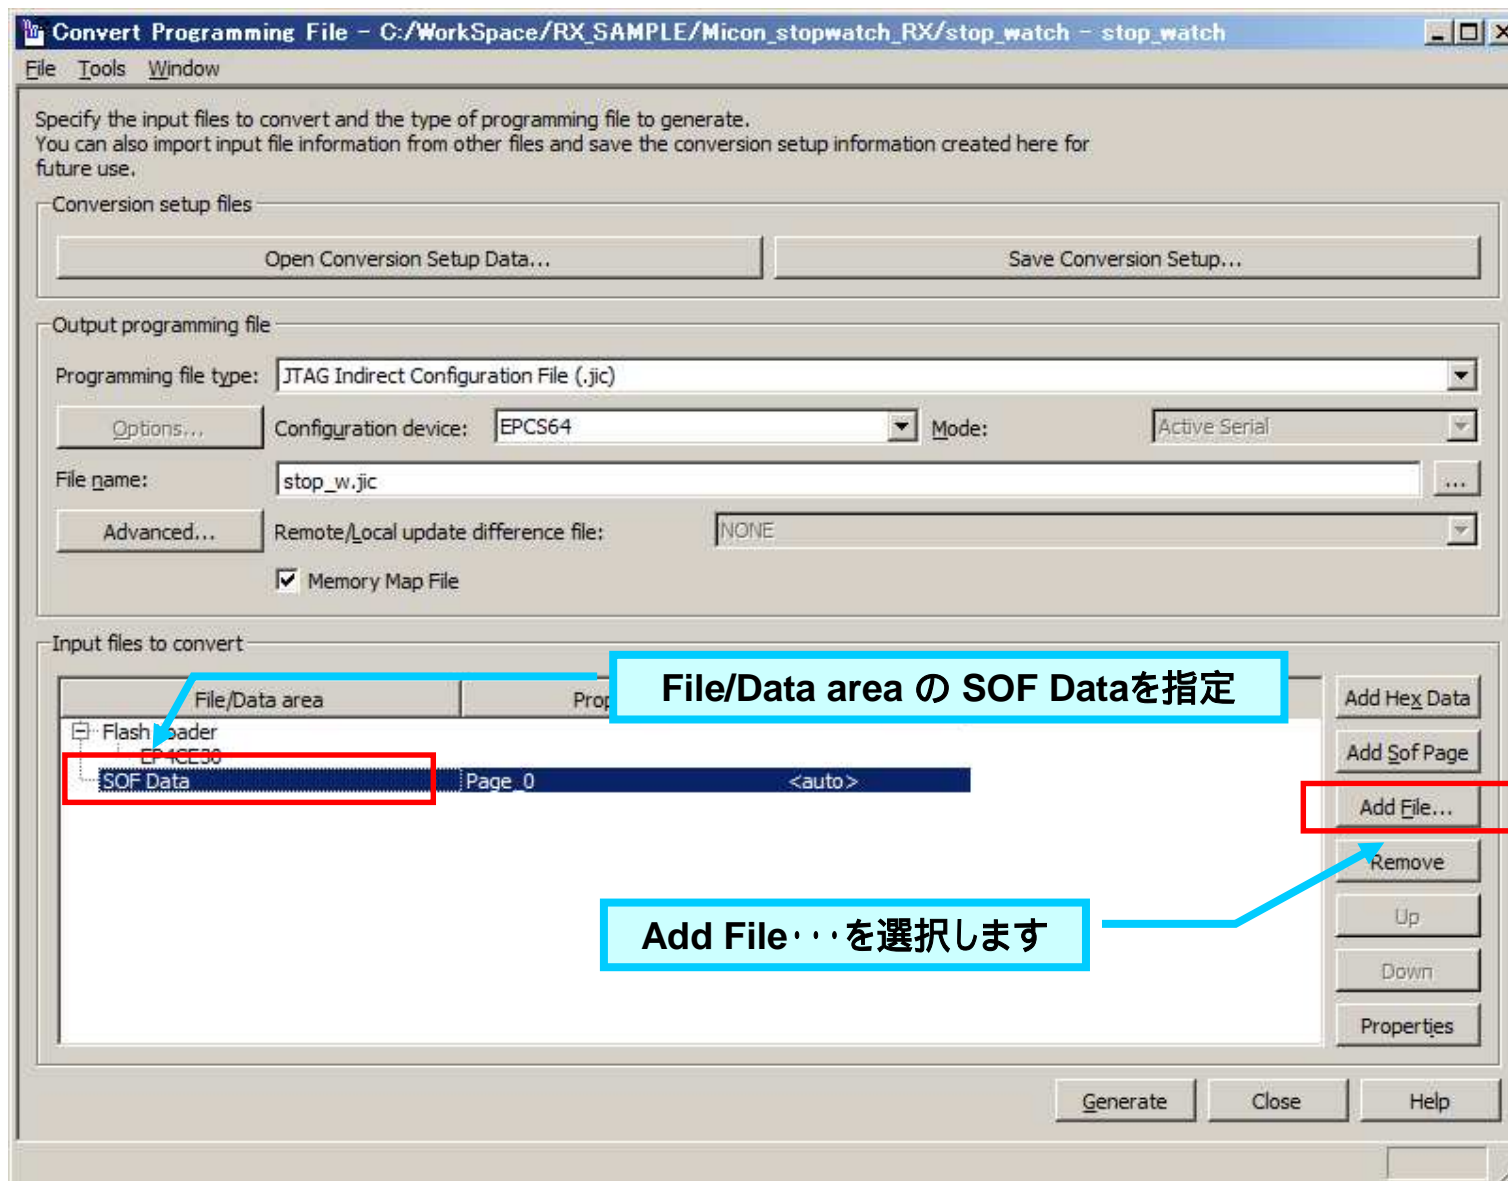 Convert Programming File - C:/WorkSpace/RX_SAMPLE/Micon_stopwatch_RX/stop_watch - stop_watch
File Tools Window
Specify the input files to convert and the type of programming file to generate.
You can also import input file information from other files and save the conversion setup information created here for
future use.
Conversion setup files
Open Conversion Setup Data...
Save Conversion Setup...
Output programming file
Programming file type: JTAG Indirect Configuration File (.jic)
Options... Configuration device: EPCS64 Mode: Active Serial
File name: stop_w.jic ...
Advanced... Remote/Local update difference file: NONE
Memory Map File
Input files to convert
File/Data area の SOF Dataを指定
File/Data area Prop
Flash Loader
EP4CE30
SOF Data Page_0 <auto>
Add Hex Data
Add Sof Page
Add File...
Remove
Add File･･･を選択します
Up
Down
Properties
Generate Close Help